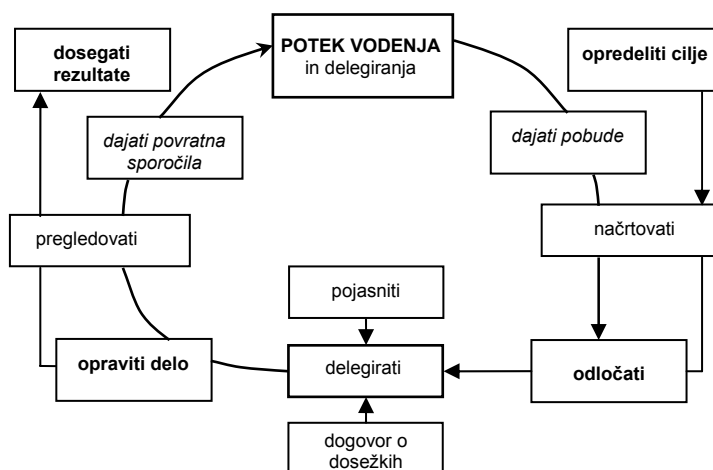 dosegati
rezultate
POTEK VODENJA
in delegiranja
opredeliti cilje
dajati povratna
sporočila
dajati pobude
pregledovati
načrtovati
pojasniti
opraviti delo
delegirati
odločati
dogovor o
dosežkih